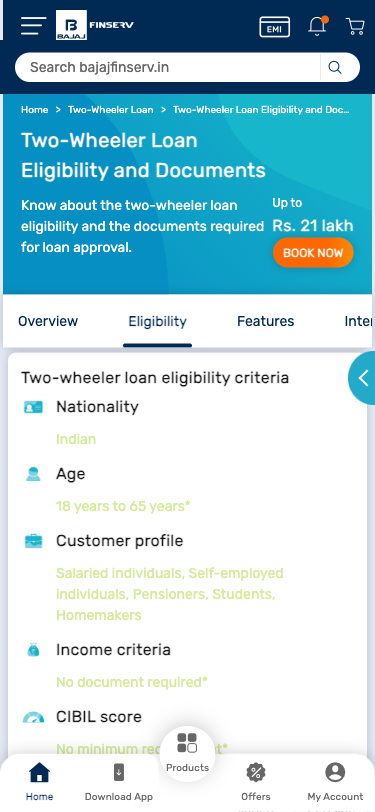 BAJAJ
FINSERV
EMI
Search bajajfinserv.in
Home > Two-Wheeler Loan > Two-Wheeler Loan Eligibility and Doc...
Two-Wheeler Loan
Eligibility and Documents
Know about the two-wheeler loan
eligibility and the documents required
for loan approval.
Up to
Rs. 21 lakh
BOOK NOW
Overview
Eligibility
Features
Inter
Two-wheeler loan eligibility criteria
Nationality
Indian
Age
18 years to 65 years*
Customer profile
Salaried individuals, Self-employed
individuals, Pensioners, Students,
Homemakers
Income criteria
No document required*
CIBIL score
No minimum
Products
Home
Download App
Offers
My Account